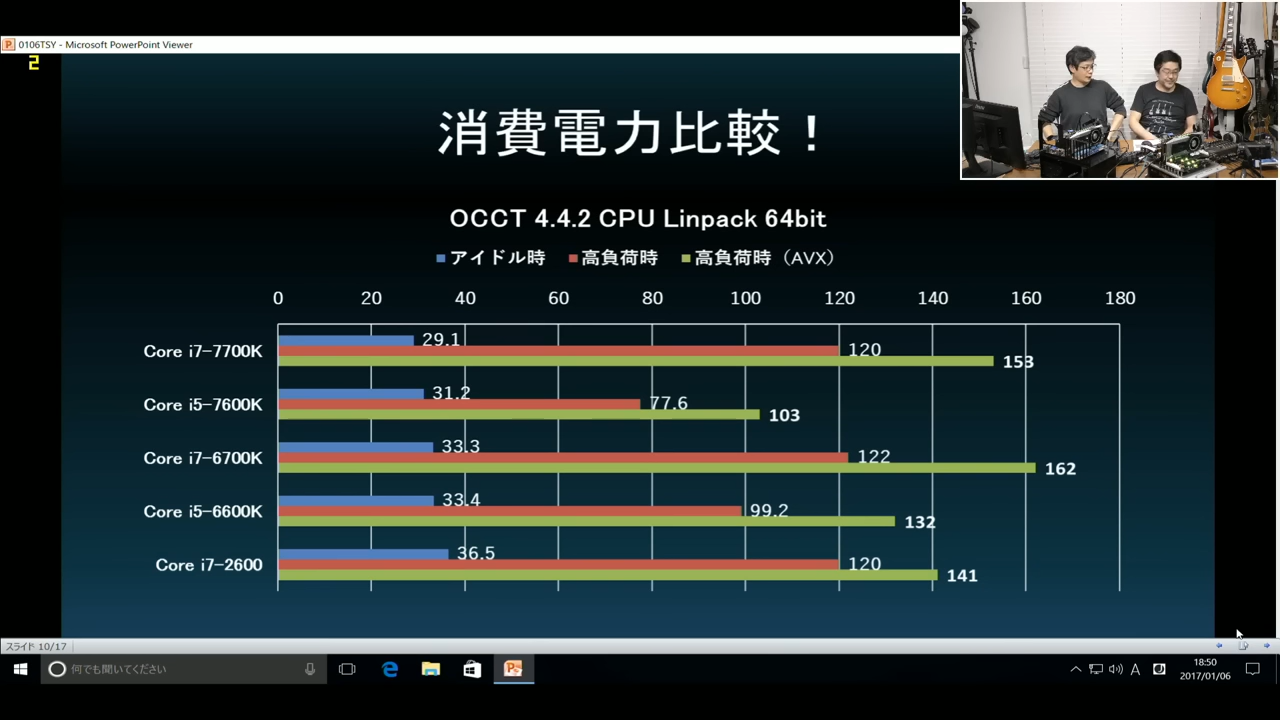 0106TSY - Microsoft PowerPoint Viewer
2
消費電力比較！
OCCT 4.4.2 CPU Linpack 64bit
アイドル時 高負荷時 高負荷時（AVX）
0 20 40 60 80 100 120 140 160 180
Core i7-7700K 29.1 120 153
Core i5-7600K 31.2 77.6 103
Core i7-6700K 33.3 122 162
Core i5-6600K 33.4 99.2 132
Core i7-2600 36.5 120 141
スライド 10/17
何でも聞いてください
A
18:50
2017/01/06